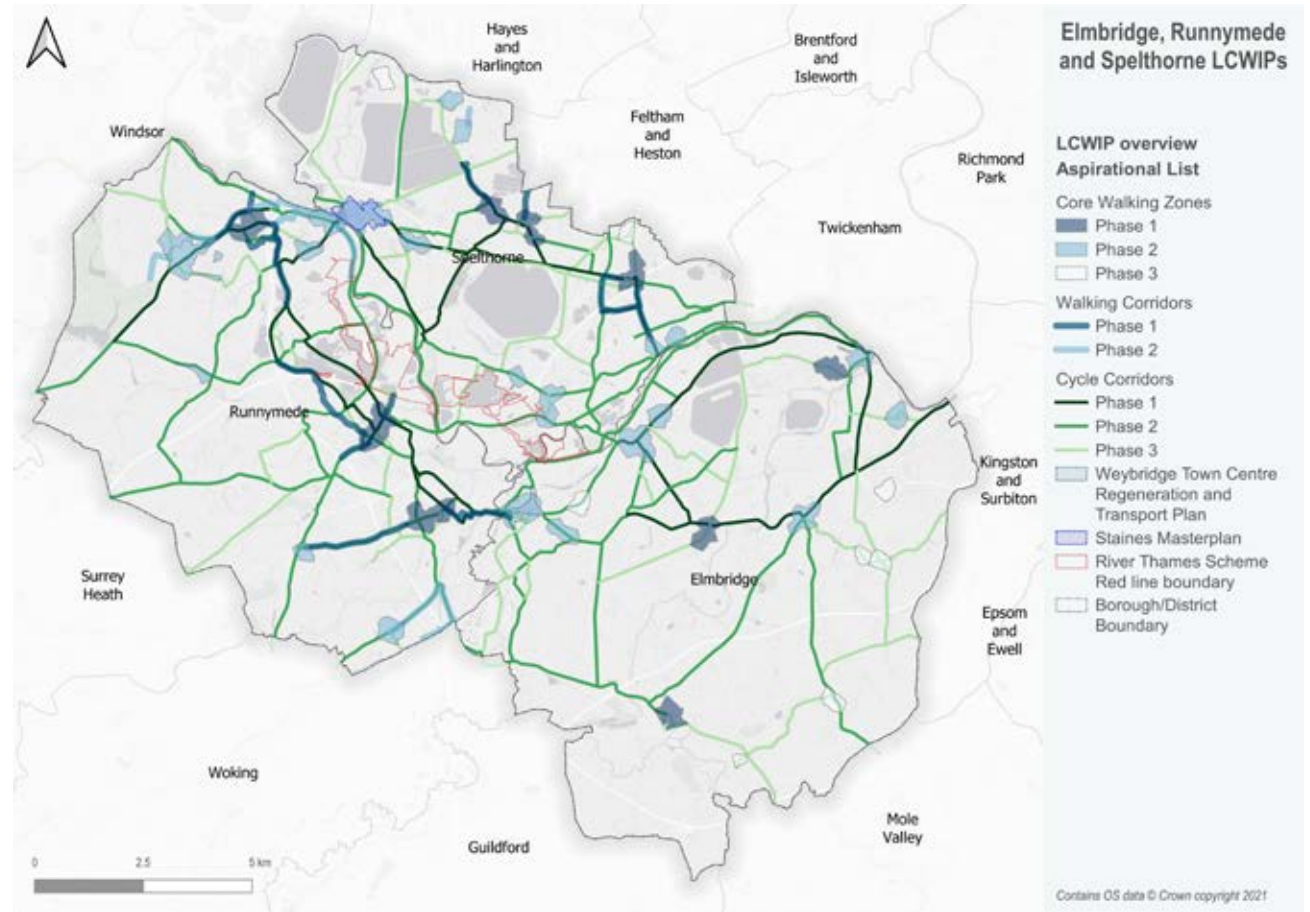 Elmbridge, Runnymede
and Spelthorne LCWIPs
LCWIP overview
Aspirational List
Core Walking Zones
Phase 1
Phase 2
Phase 3
Walking Corridors
Phase 1
Phase 2
Cycle Corridors
Phase 1
Phase 2
Phase 3
Weybridge Town Centre
Regeneration and
Transport Plan
Staines Masterplan
River Thames Scheme
Red line boundary
Borough/District
Boundary
Contains OS data © Crown copyright 2021
Hayes
and
Harlington
Brentford
and
Isleworth
Windsor
Feltham
and
Heston
Richmond
Park
Twickenham
Spelthorne
Runnymede
Kingston
and
Surbiton
Surrey
Heath
Elmbridge
Epsom
and
Ewell
Woking
Guildford
Mole
Valley
0 2.5 5 km